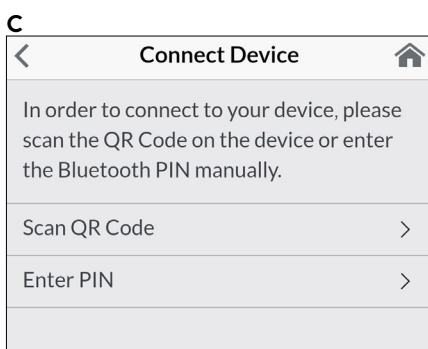 C
Connect Device
In order to connect to your device, please
scan the QR Code on the device or enter
the Bluetooth PIN manually.
Scan QR Code
Enter PIN